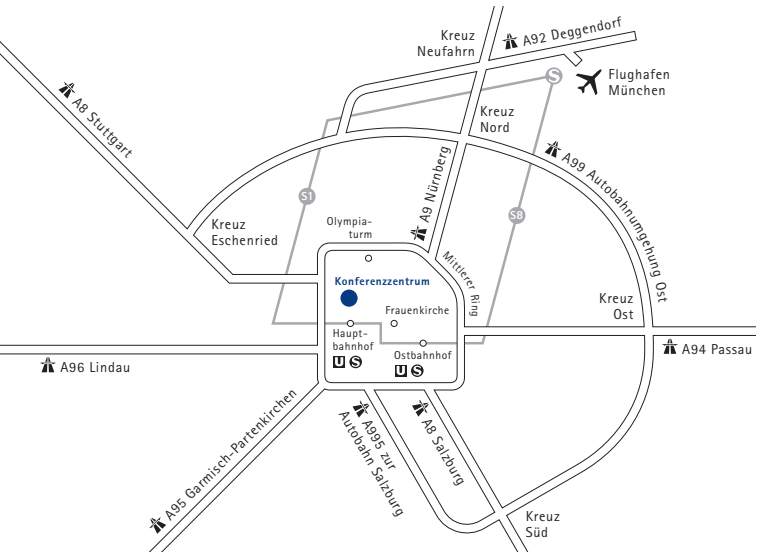 Kreuz
Neufahrn
A92 Deggendorf
S
Flughafen
München
A8 Stuttgart
Kreuz
Nord
A99 Autobahnumgehung Ost
A9 Nürnberg
S1
S8
Kreuz
Eschenried
Olympia-
turm
Mittlerer Ring
Konferenzzentrum
Frauenkirche
Kreuz
Ost
Haupt-
bahnhof
U S
Ostbahnhof
U S
A94 Passau
A96 Lindau
A95 Garmisch-Partenkirchen
A995 zur
Autobahn Salzburg
A8 Salzburg
Kreuz
Süd